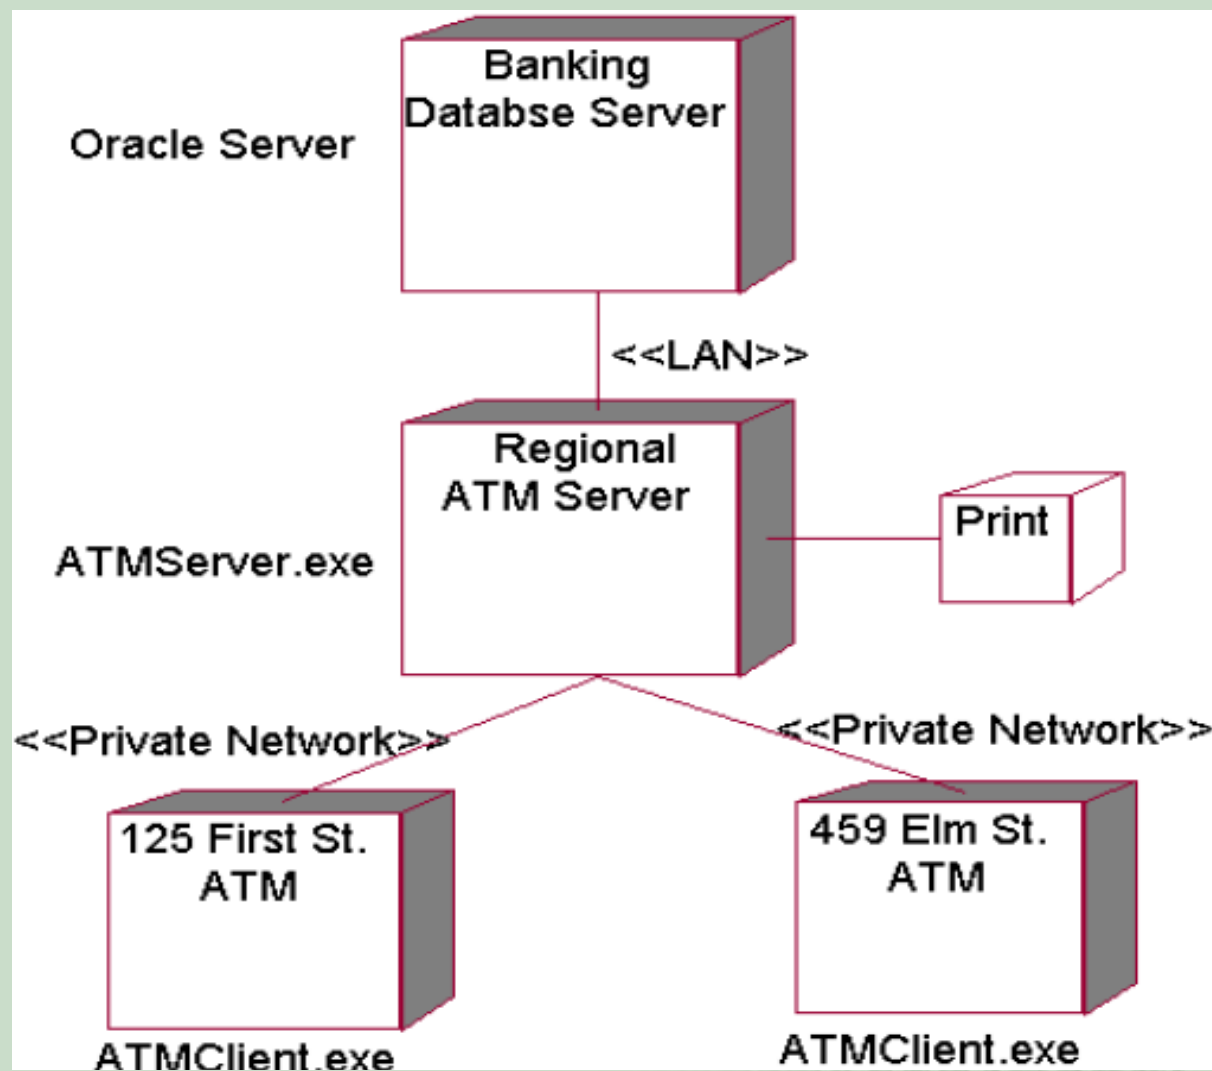 Banking
Databse Server
Oracle Server
<<LAN>>
Regional
ATM Server
Print
ATMServer.exe
<<Private Network>>
<<Private Network>>
125 First St.
ATM
459 Elm St.
ATM
ATMClient.exe
ATMClient.exe